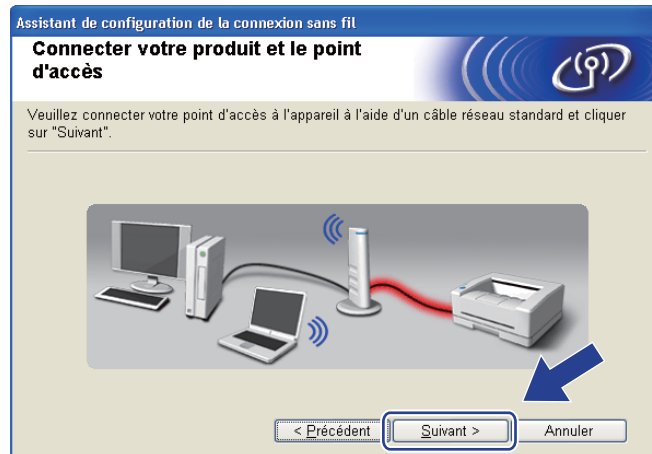 Assistant de configuration de la connexion sans fil
Connecter votre produit et le point
d'accès
Veuillez connecter votre point d'accès à l'appareil à l'aide d'un câble réseau standard et cliquer
sur "Suivant".
< Précédent
Suivant >
Annuler